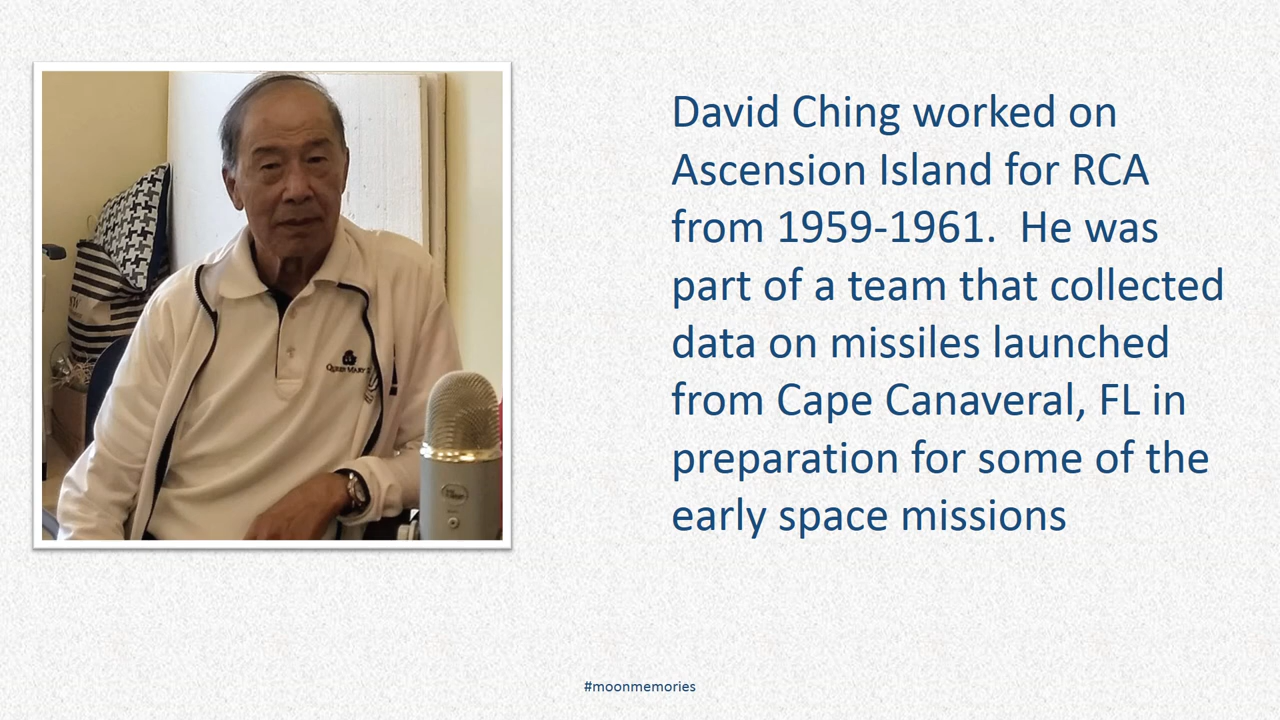 David Ching worked on
Ascension Island for RCA
from 1959-1961.  He was
part of a team that collected
data on missiles launched
from Cape Canaveral, FL in
preparation for some of the
early space missions
#moonmemories